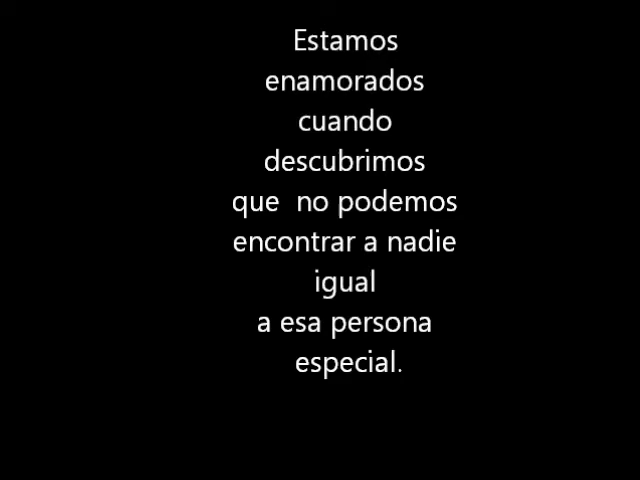 Estamos
enamorados
cuando
descubrimos
que  no podemos
encontrar a nadie
igual
a esa persona
especial.